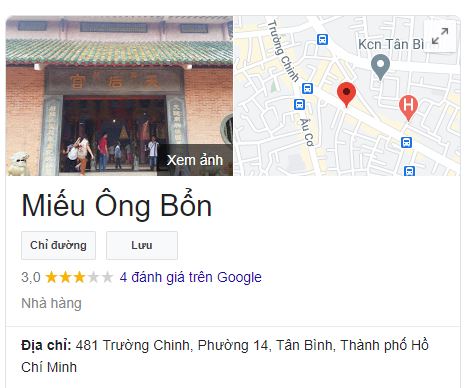 天后宮
Xem ảnh
Trường Chinh
Kcn Tân Bì
Âu Cơ
H
Miếu Ông Bổn
Chỉ đường
Lưu
3,0 4 đánh giá trên Google
Nhà hàng
Địa chỉ: 481 Trường Chinh, Phường 14, Tân Bình, Thành phố Hồ
Chí Minh